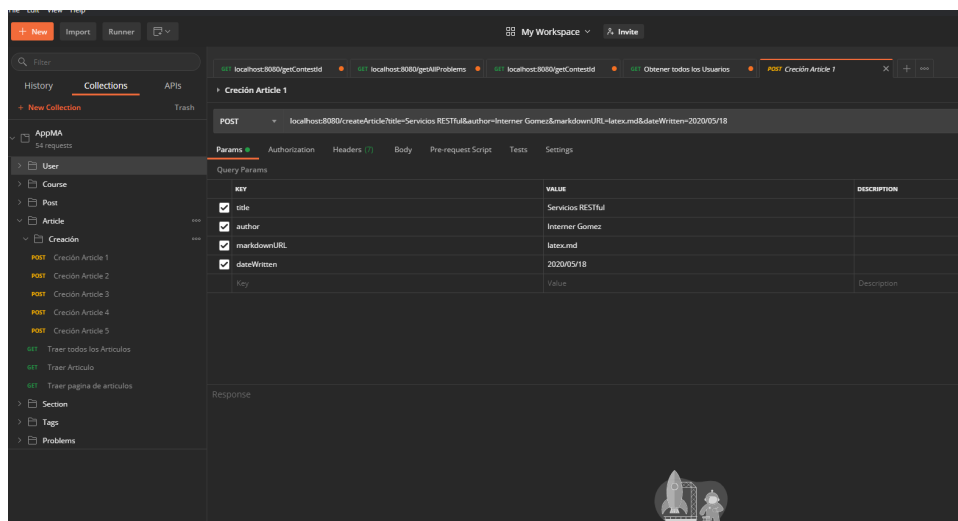 File Edit View Help
+ New Import Runner My Workspace Invite
Filter
History Collections APIs
+ New Collection Trash
AppMA
54 requests
User
Course
Post
Article
Creación
POST Creción Article 1
POST Creción Article 2
POST Creción Article 3
POST Creción Article 4
POST Creción Article 5
GET Traer todos los Articulos
GET Traer Articulo
GET Traer pagina de articulos
Section
Tags
Problems
GET localhost:8080/getContestId GET localhost:8080/getAllProblems GET localhost:8080/getContestId GET Obtener todos los Usuarios POST Creción Article 1
Creción Article 1
POST localhost:8080/createArticle?title=Servicios RESTful&author=Interner Gomez&markdownURL=latex.md&dateWritten=2020/05/18
Params Authorization Headers (7) Body Pre-request Script Tests Settings
Query Params
KEY VALUE DESCRIPTION
title Servicios RESTful
author Interner Gomez
markdownURL latex.md
dateWritten 2020/05/18
Key Value Description
Response